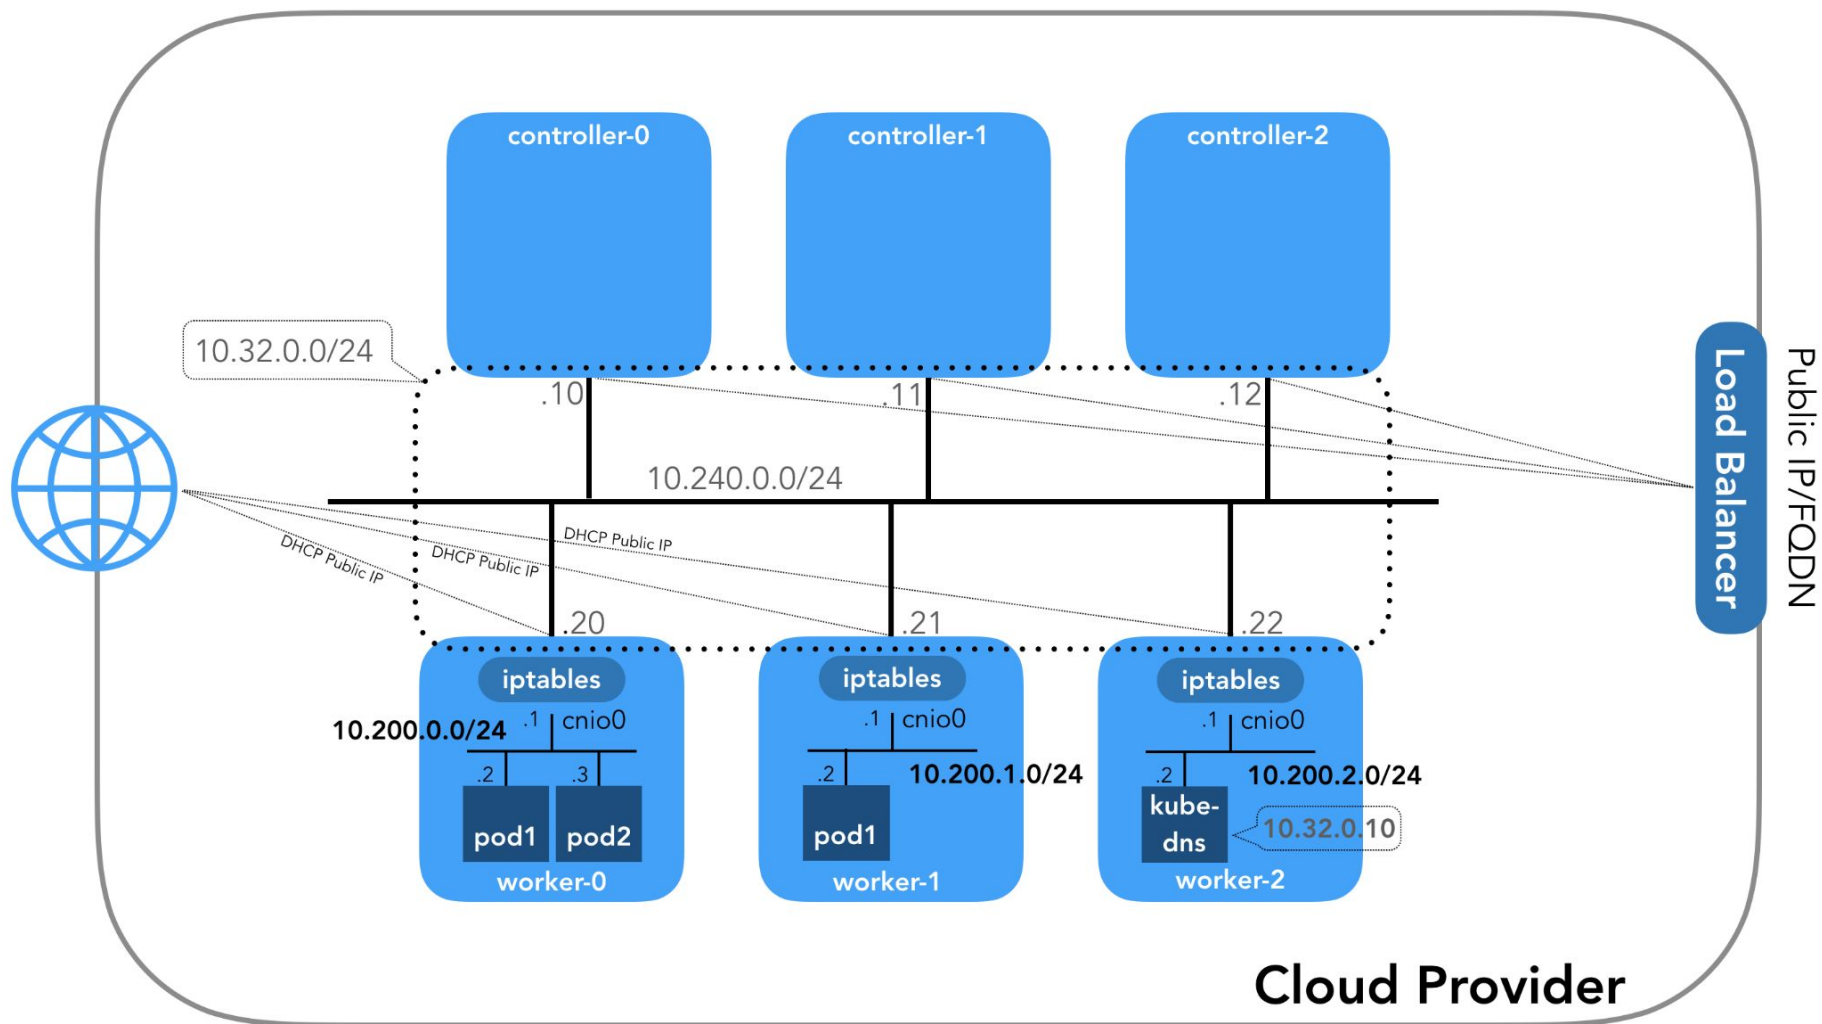 controller-0
controller-1
controller-2
10.32.0.0/24
.10
.11
.12
10.240.0.0/24
Load Balancer
Public IP/FQDN
DHCP Public IP
DHCP Public IP
DHCP Public IP
.20
.21
.22
iptables
iptables
iptables
10.200.0.0/24
.1
cnio0
.1
cnio0
.1
cnio0
.2
.3
.2
10.200.1.0/24
.2
10.200.2.0/24
pod1
pod2
pod1
kube-
dns
10.32.0.10
worker-0
worker-1
worker-2
Cloud Provider